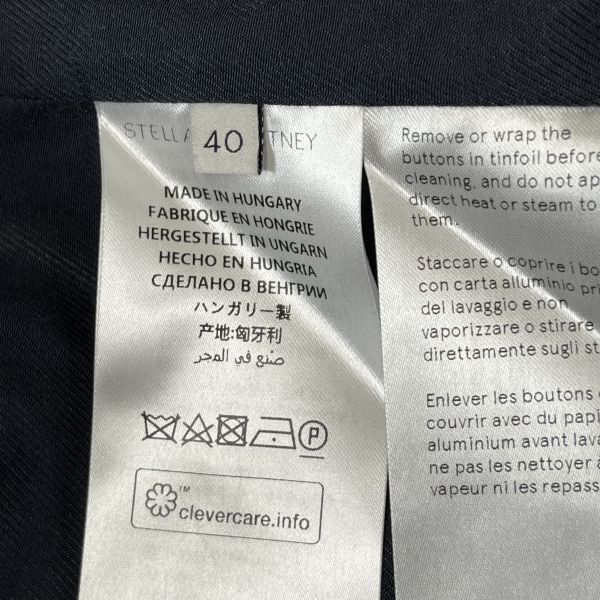 STELLA
40
TNEY
MADE IN HUNGARY
FABRIQUE EN HONGRIE
HERGESTELLT IN UNGARN
HECHO EN HUNGRIA
СДЕЛАНО В ВЕНГРИИ
ハンガリー製
产地:匈牙利
صنع في المجر
P
™
clevercare.info
Remove or wrap the
buttons in tinfoil before
cleaning, and do not ap
direct heat or steam to
them.
Staccare o coprire i bo
con carta alluminio pri
del lavaggio e non
vaporizzare o stirare
direttamente sugli st
Enlever les boutons
couvrir avec du papi
aluminium avant lava
ne pas les nettoyer à
vapeur ni les repass